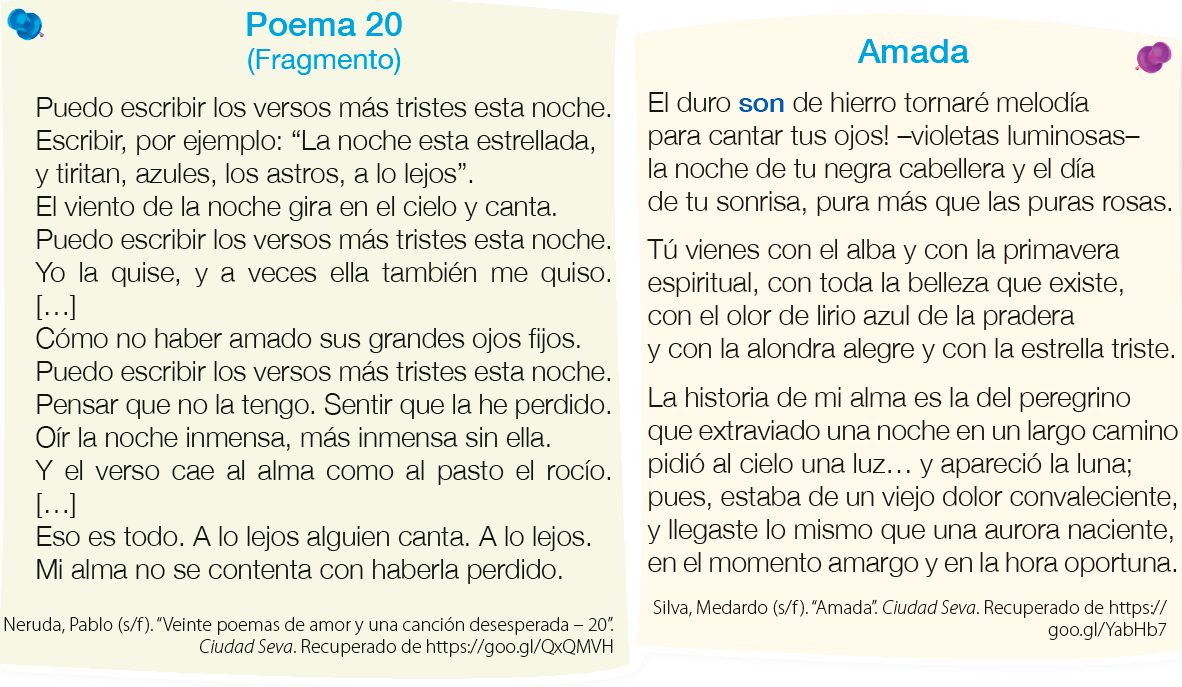 Poema 20
(Fragmento)
Puedo escribir los versos más tristes esta noche.
Escribir, por ejemplo: “La noche esta estrellada,
y tiritan, azules, los astros, a lo lejos”.
El viento de la noche gira en el cielo y canta.
Puedo escribir los versos más tristes esta noche.
Yo la quise, y a veces ella también me quiso.
[…]
Cómo no haber amado sus grandes ojos fijos.
Puedo escribir los versos más tristes esta noche.
Pensar que no la tengo. Sentir que la he perdido.
Oír la noche inmensa, más inmensa sin ella.
Y el verso cae al alma como al pasto el rocío.
[…]
Eso es todo. A lo lejos alguien canta. A lo lejos.
Mi alma no se contenta con haberla perdido.
Neruda, Pablo (s/f). “Veinte poemas de amor y una canción desesperada – 20”.
Ciudad Seva. Recuperado de https://goo.gl/QxQMVH
Amada
El duro son de hierro tornaré melodía
para cantar tus ojos! –violetas luminosas–
la noche de tu negra cabellera y el día
de tu sonrisa, pura más que las puras rosas.
Tú vienes con el alba y con la primavera
espiritual, con toda la belleza que existe,
con el olor de lirio azul de la pradera
y con la alondra alegre y con la estrella triste.
La historia de mi alma es la del peregrino
que extraviado una noche en un largo camino
pidió al cielo una luz… y apareció la luna;
pues, estaba de un viejo dolor convaleciente,
y llegaste lo mismo que una aurora naciente,
en el momento amargo y en la hora oportuna.
Silva, Medardo (s/f). “Amada”. Ciudad Seva. Recuperado de https://
goo.gl/YabHb7